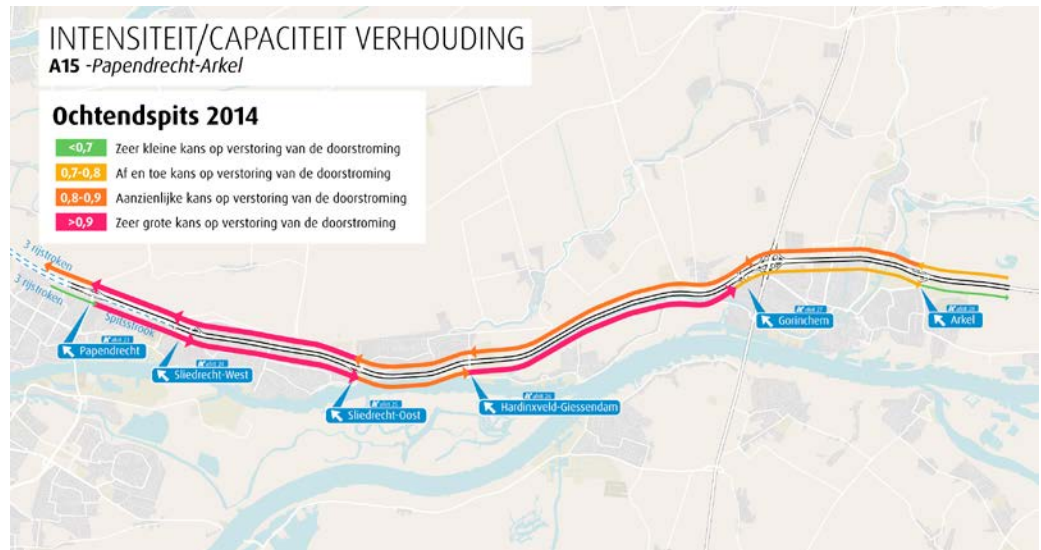 INTENSITEIT/CAPACITEIT VERHOUDING
A15 -Papendrecht-Arkel
Ochtendspits 2014
<0,7 Zeer kleine kans op verstoring van de doorstroming
0,7-0,8 Af en toe kans op verstoring van de doorstroming
0,8-0,9 Aanzienlijke kans op verstoring van de doorstroming
>0,9 Zeer grote kans op verstoring van de doorstroming
3 rijstroken
3 rijstroken
Spitsstrook
Papendrecht
Sliedrecht-West
Sliedrecht-Oost
Hardinxveld-Giessendam
Gorinchem
Arkel